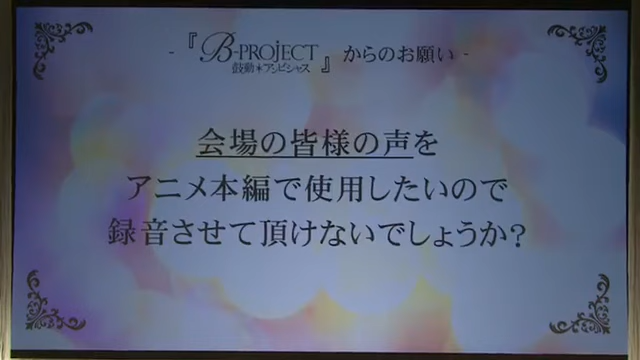 -『B-PROJECT 鼓動*アンビシャス』からのお願い-
会場の皆様の声を
アニメ本編で使用したいので
録音させて頂けないでしょうか?